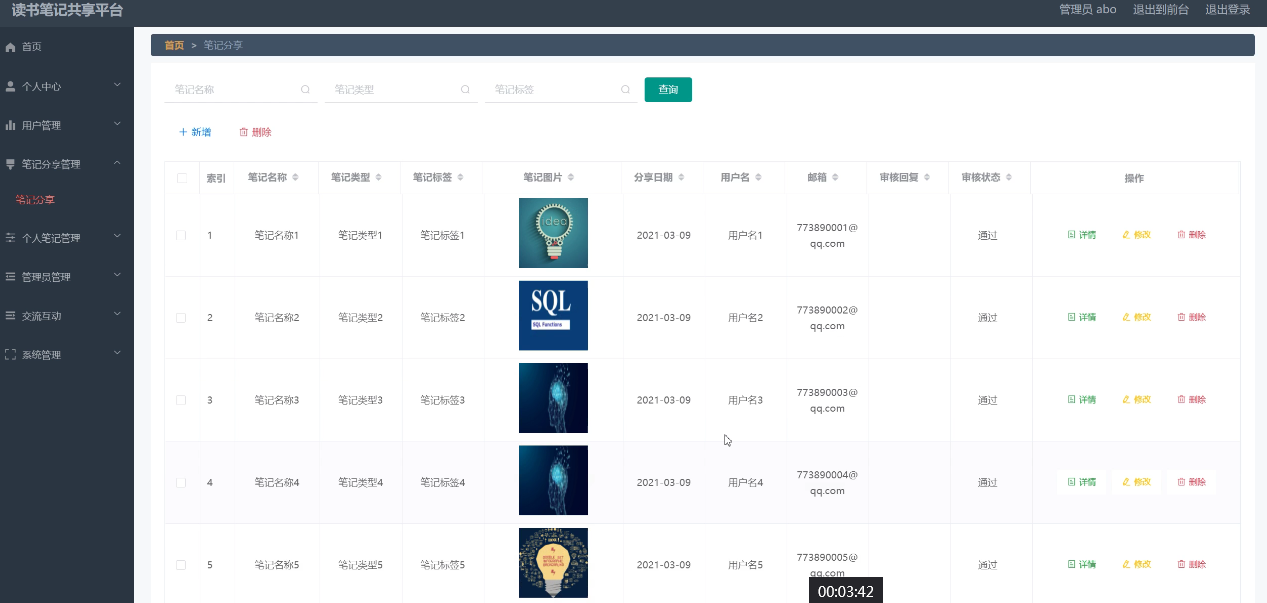 读书笔记共享平台
管理员 abo 退出到前台 退出登录
首页
个人中心
用户管理
笔记分享管理
笔记分享
个人笔记管理
管理员管理
交流互动
系统管理
首页 > 笔记分享
笔记名称 笔记类型 笔记标签 查询
+ 新增 删除
索引 笔记名称 笔记类型 笔记标签 笔记图片 分享日期 用户名 邮箱 审核回复 审核状态 操作
idea
1 笔记名称1 笔记类型1 笔记标签1 2021-03-09 用户名1 773890001@ 通过 详情 修改 删除
qq.com
SQL
SQL Functions
2 笔记名称2 笔记类型2 笔记标签2 2021-03-09 用户名2 773890002@ 通过 详情 修改 删除
qq.com
3 笔记名称3 笔记类型3 笔记标签3 2021-03-09 用户名3 773890003@ 通过 详情 修改 删除
qq.com
4 笔记名称4 笔记类型4 笔记标签4 2021-03-09 用户名4 773890004@ 通过 详情 修改 删除
qq.com
5 笔记名称5 笔记类型5 笔记标签5 2021-03-09 用户名5 773890005@ 通过 详情 修改 删除
qq.com
00:03:42